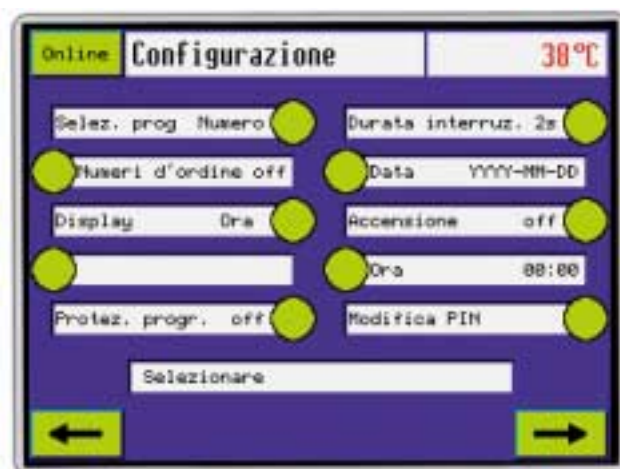 Online Configurazione 38°C
Selez. prog Numero Durata interruz. 2s
Numeri d'ordine off Data YYYY-MM-DD
Display Ora Accensione off
Ora 00:00
Protez. progr. off Modifica PIN
Selezionare